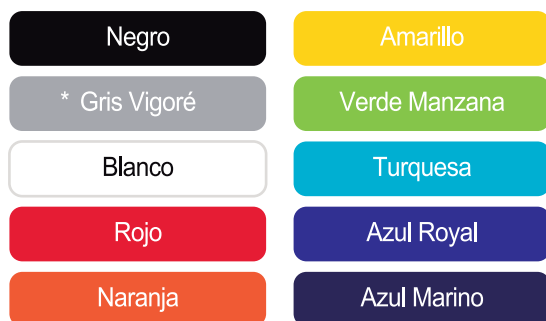 Negro
* Gris Vigoré
Blanco
Rojo
Naranja
Amarillo
Verde Manzana
Turquesa
Azul Royal
Azul Marino